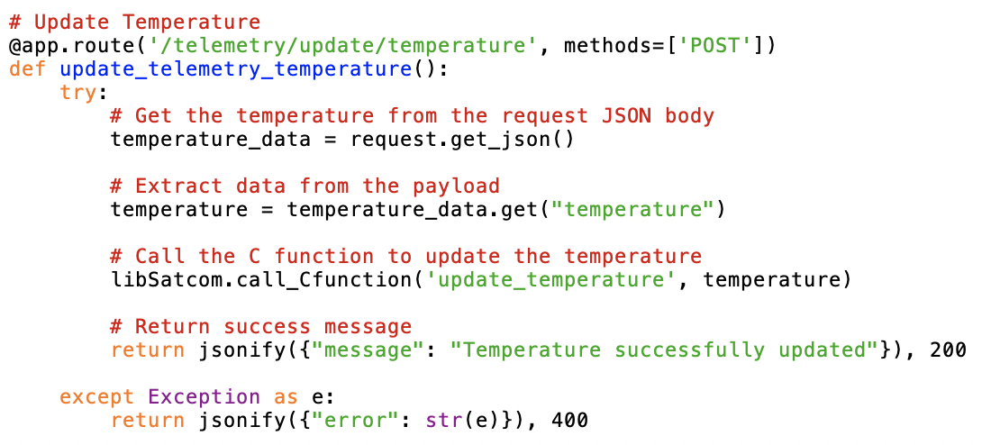 # Update Temperature
@app.route('/telemetry/update/temperature', methods=['POST'])
def update_telemetry_temperature():
    try:
        # Get the temperature from the request JSON body
        temperature_data = request.get_json()

        # Extract data from the payload
        temperature = temperature_data.get("temperature")

        # Call the C function to update the temperature
        libSatcom.call_Cfunction('update_temperature', temperature)

        # Return success message
        return jsonify({"message": "Temperature successfully updated"}), 200

    except Exception as e:
        return jsonify({"error": str(e)}), 400